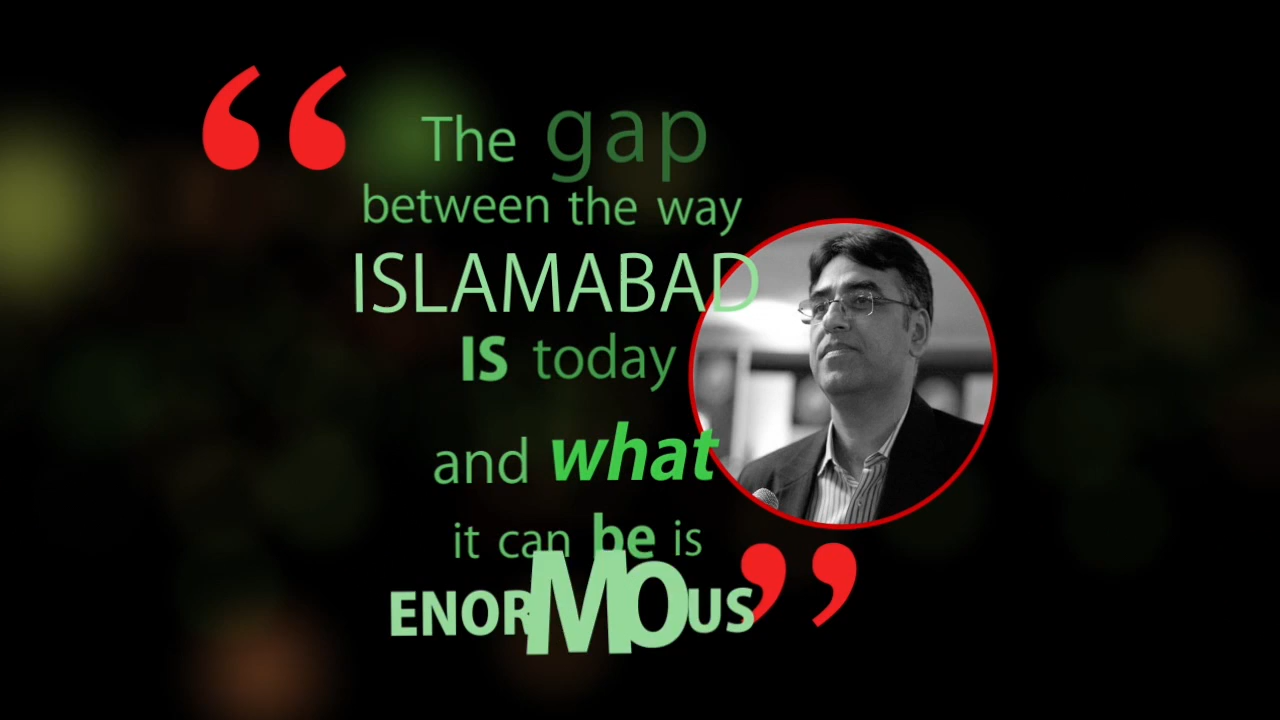 “
The gap
between the way
ISLAMABAD
IS today
and what
it can be is
ENORMOUS
”